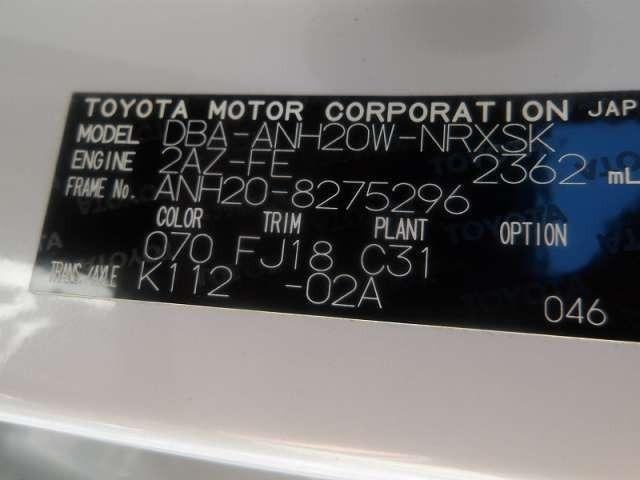 TOYOTA MOTOR CORPORATION JAP
MODEL DBA-ANH20W-NRXSK
ENGINE 2AZ-FE 2362 mL
FRAME No. ANH20-8275296
COLOR TRIM PLANT OPTION
070 FJ18 C31
TRANS./AXLE K112 -02A
046